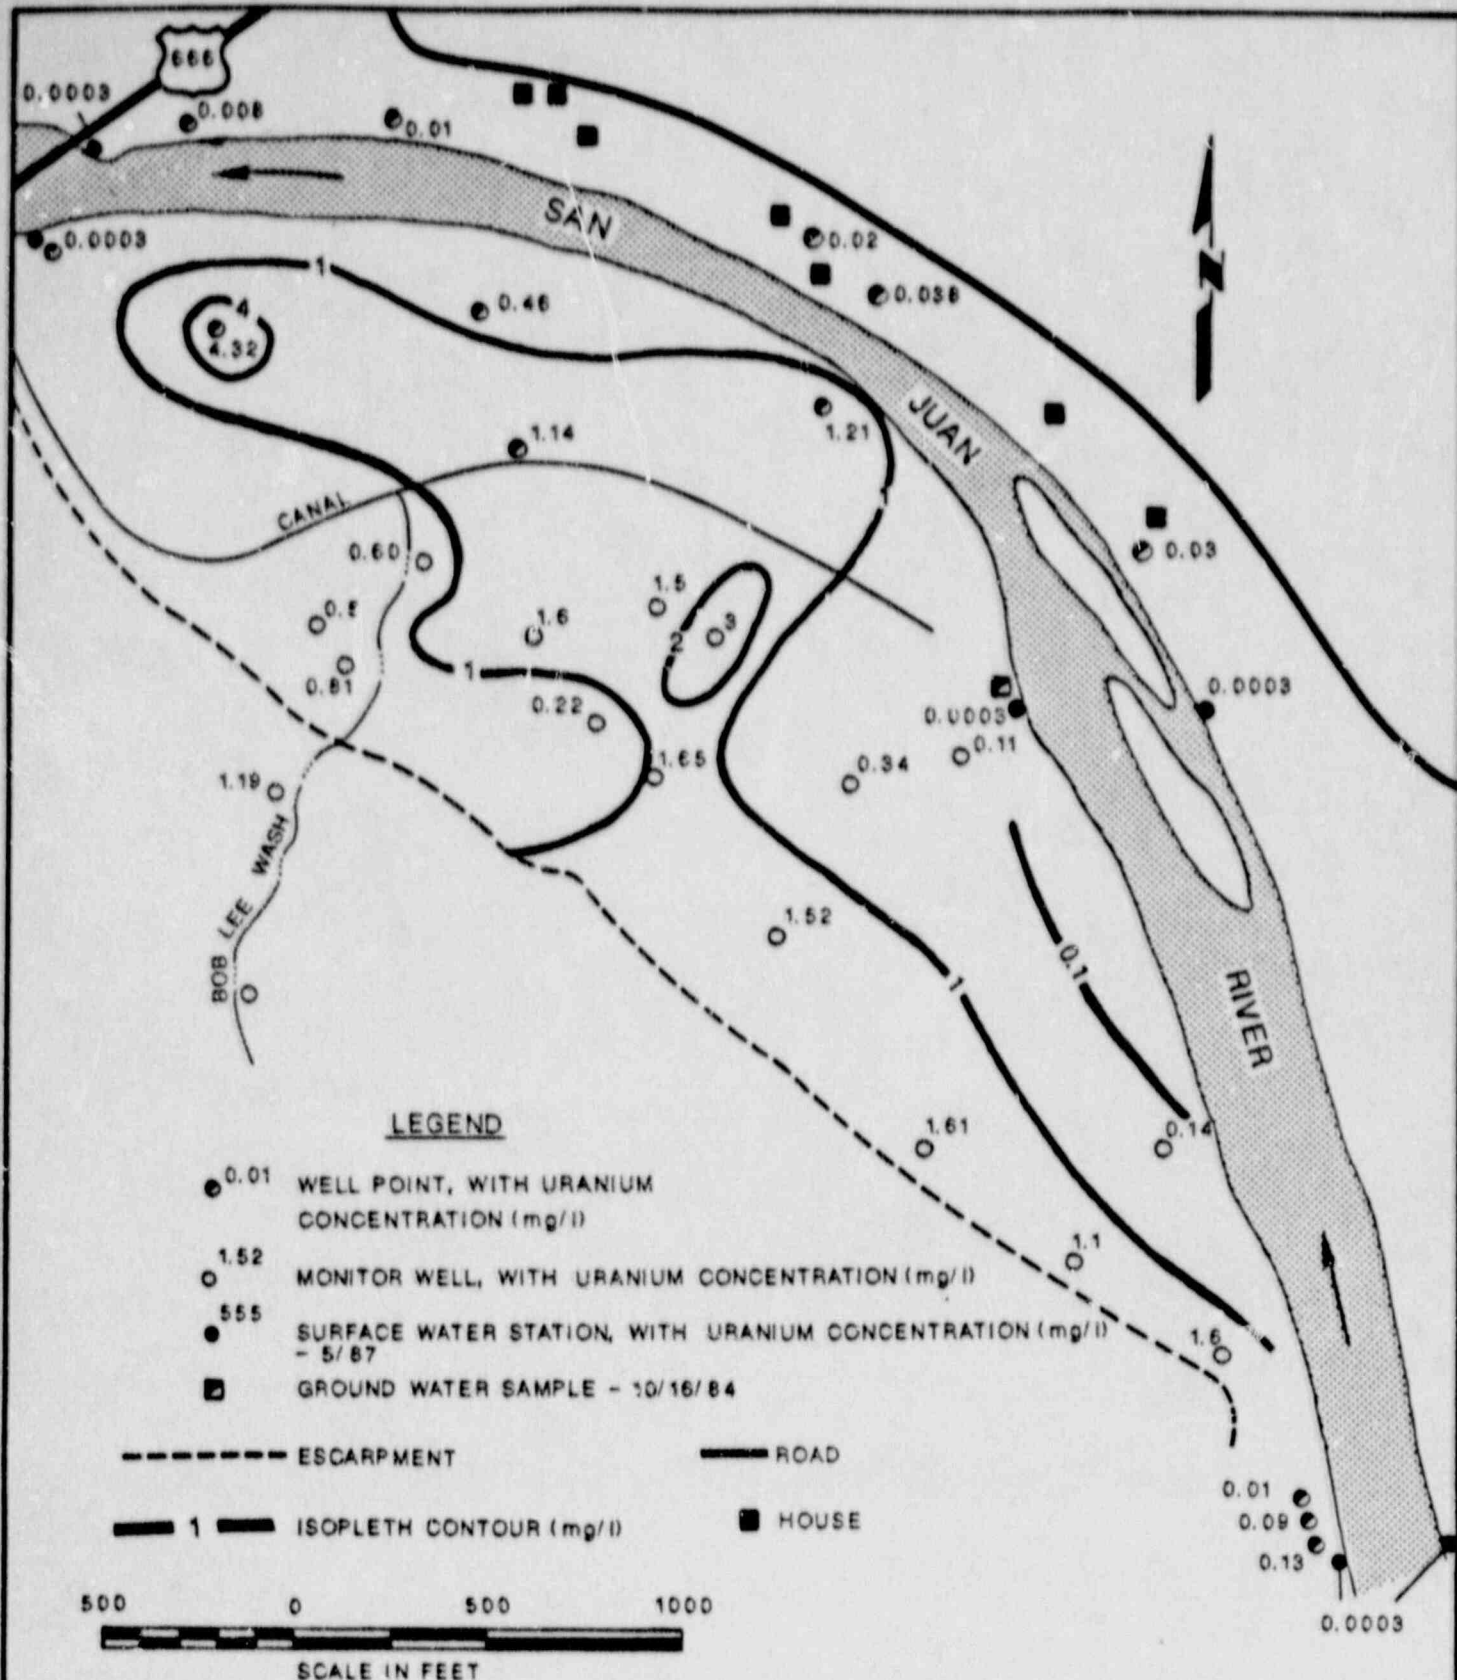 666
0.0003
0.008
0.01
SAN
0.0003
0.02
0.038
N
1
4
4.32
0.46
JUAN
1.21
1.14
CANAL
0.03
0.60
1.5
1.6
2
3
0.81
1
0.22
0.0003
0.0003
0.11
1.65
0.34
1.19
BOB LEE WASH
1.52
1
0.1
RIVER
1.61
0.14
1.1
1.6
LEGEND
0.01 WELL POINT, WITH URANIUM
CONCENTRATION (mg/l)
1.52 MONITOR WELL, WITH URANIUM CONCENTRATION (mg/l)
555 SURFACE WATER STATION, WITH URANIUM CONCENTRATION (mg/l)
- 5/87
GROUND WATER SAMPLE - 10/16/84
ESCARPMENT
ROAD
1 ISOPLETH CONTOUR (mg/l)
HOUSE
0.01
0.09
0.13
0.0003
500 0 500 1000
SCALE IN FEET